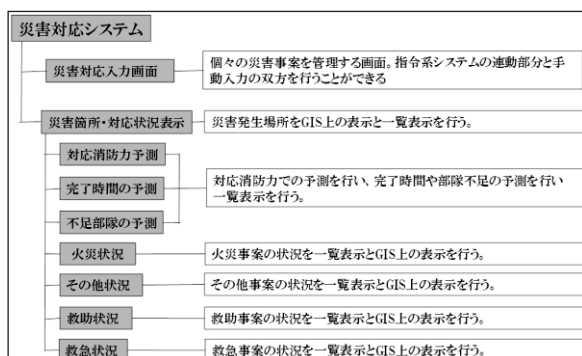 災害対応システム
災害対応入力画面
個々の災害事案を管理する画面。指令系システムの連動部分と手
動入力の双方を行うことができる
災害箇所・対応状況表示
災害発生場所をGIS上の表示と一覧表示を行う。
対応消防力予測
完了時間の予測
不足部隊の予測
対応消防力での予測を行い、完了時間や部隊不足の予測を行い
一覧表示を行う。
火災状況
火災事案の状況を一覧表示とGIS上の表示を行う。
その他状況
その他事案の状況を一覧表示とGIS上の表示を行う。
救助状況
救助事案の状況を一覧表示とGIS上の表示を行う。
救急状況
救急事案の状況を一覧表示とGIS上の表示を行う。